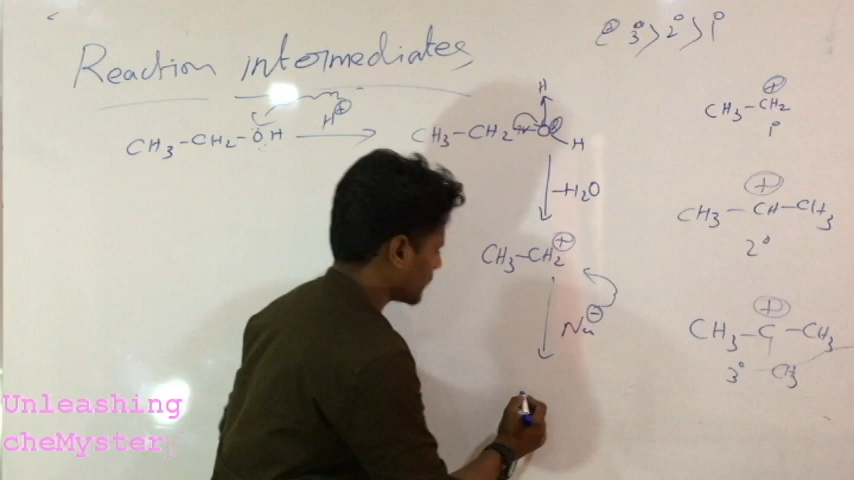 Reaction intermediates
⊕ 3° > 2° > 1°
CH3-CH2-ÖH H⊕ → CH3-CH2-O⊕
H
H
-H2O
CH3-CH2⊕
Nu⊖
CH3-CH2⊕
1°
CH3-CH⊕-CH3
2°
CH3-C⊕-CH3
CH3
3°
Unleashing
cheMystery